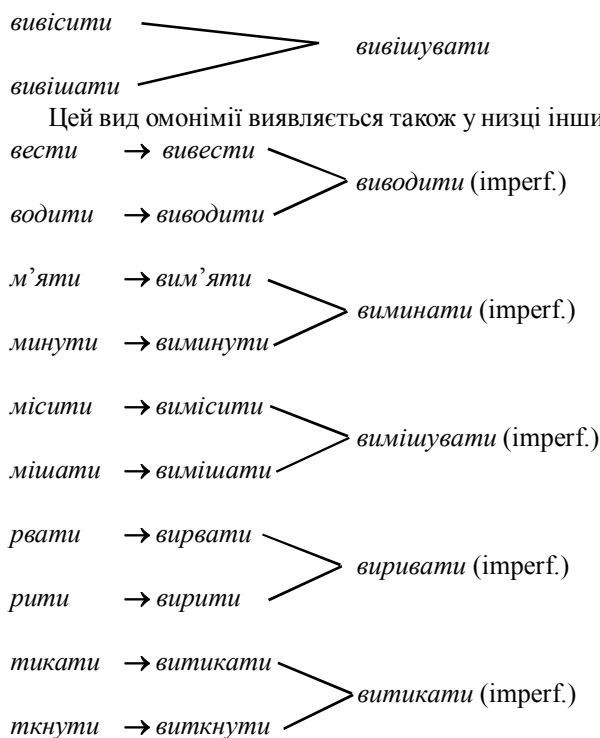 вивісити
вивішувати
вивішати
Цей вид омонімії виявляється також у низці інши
вести → вивести
виводити (imperf.)
водити → виводити
м’яти → вим’яти
виминати (imperf.)
минути → виминути
місити → вимісити
вимішувати (imperf.)
мішати → вимішати
рвати → вирвати
виривати (imperf.)
рити → вирити
тикати → витикати
витикати (imperf.)
ткнути → виткнути